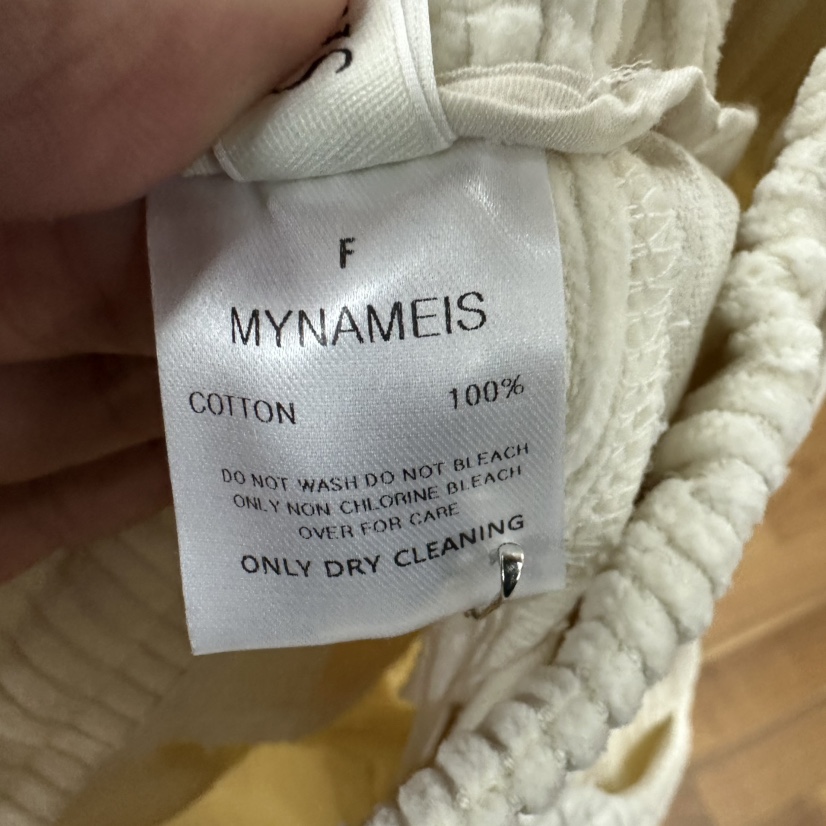 F
MYNAMEIS
COTTON 100%
DO NOT WASH DO NOT BLEACH
ONLY NON CHLORINE BLEACH
OVER FOR CARE
ONLY DRY CLEANING